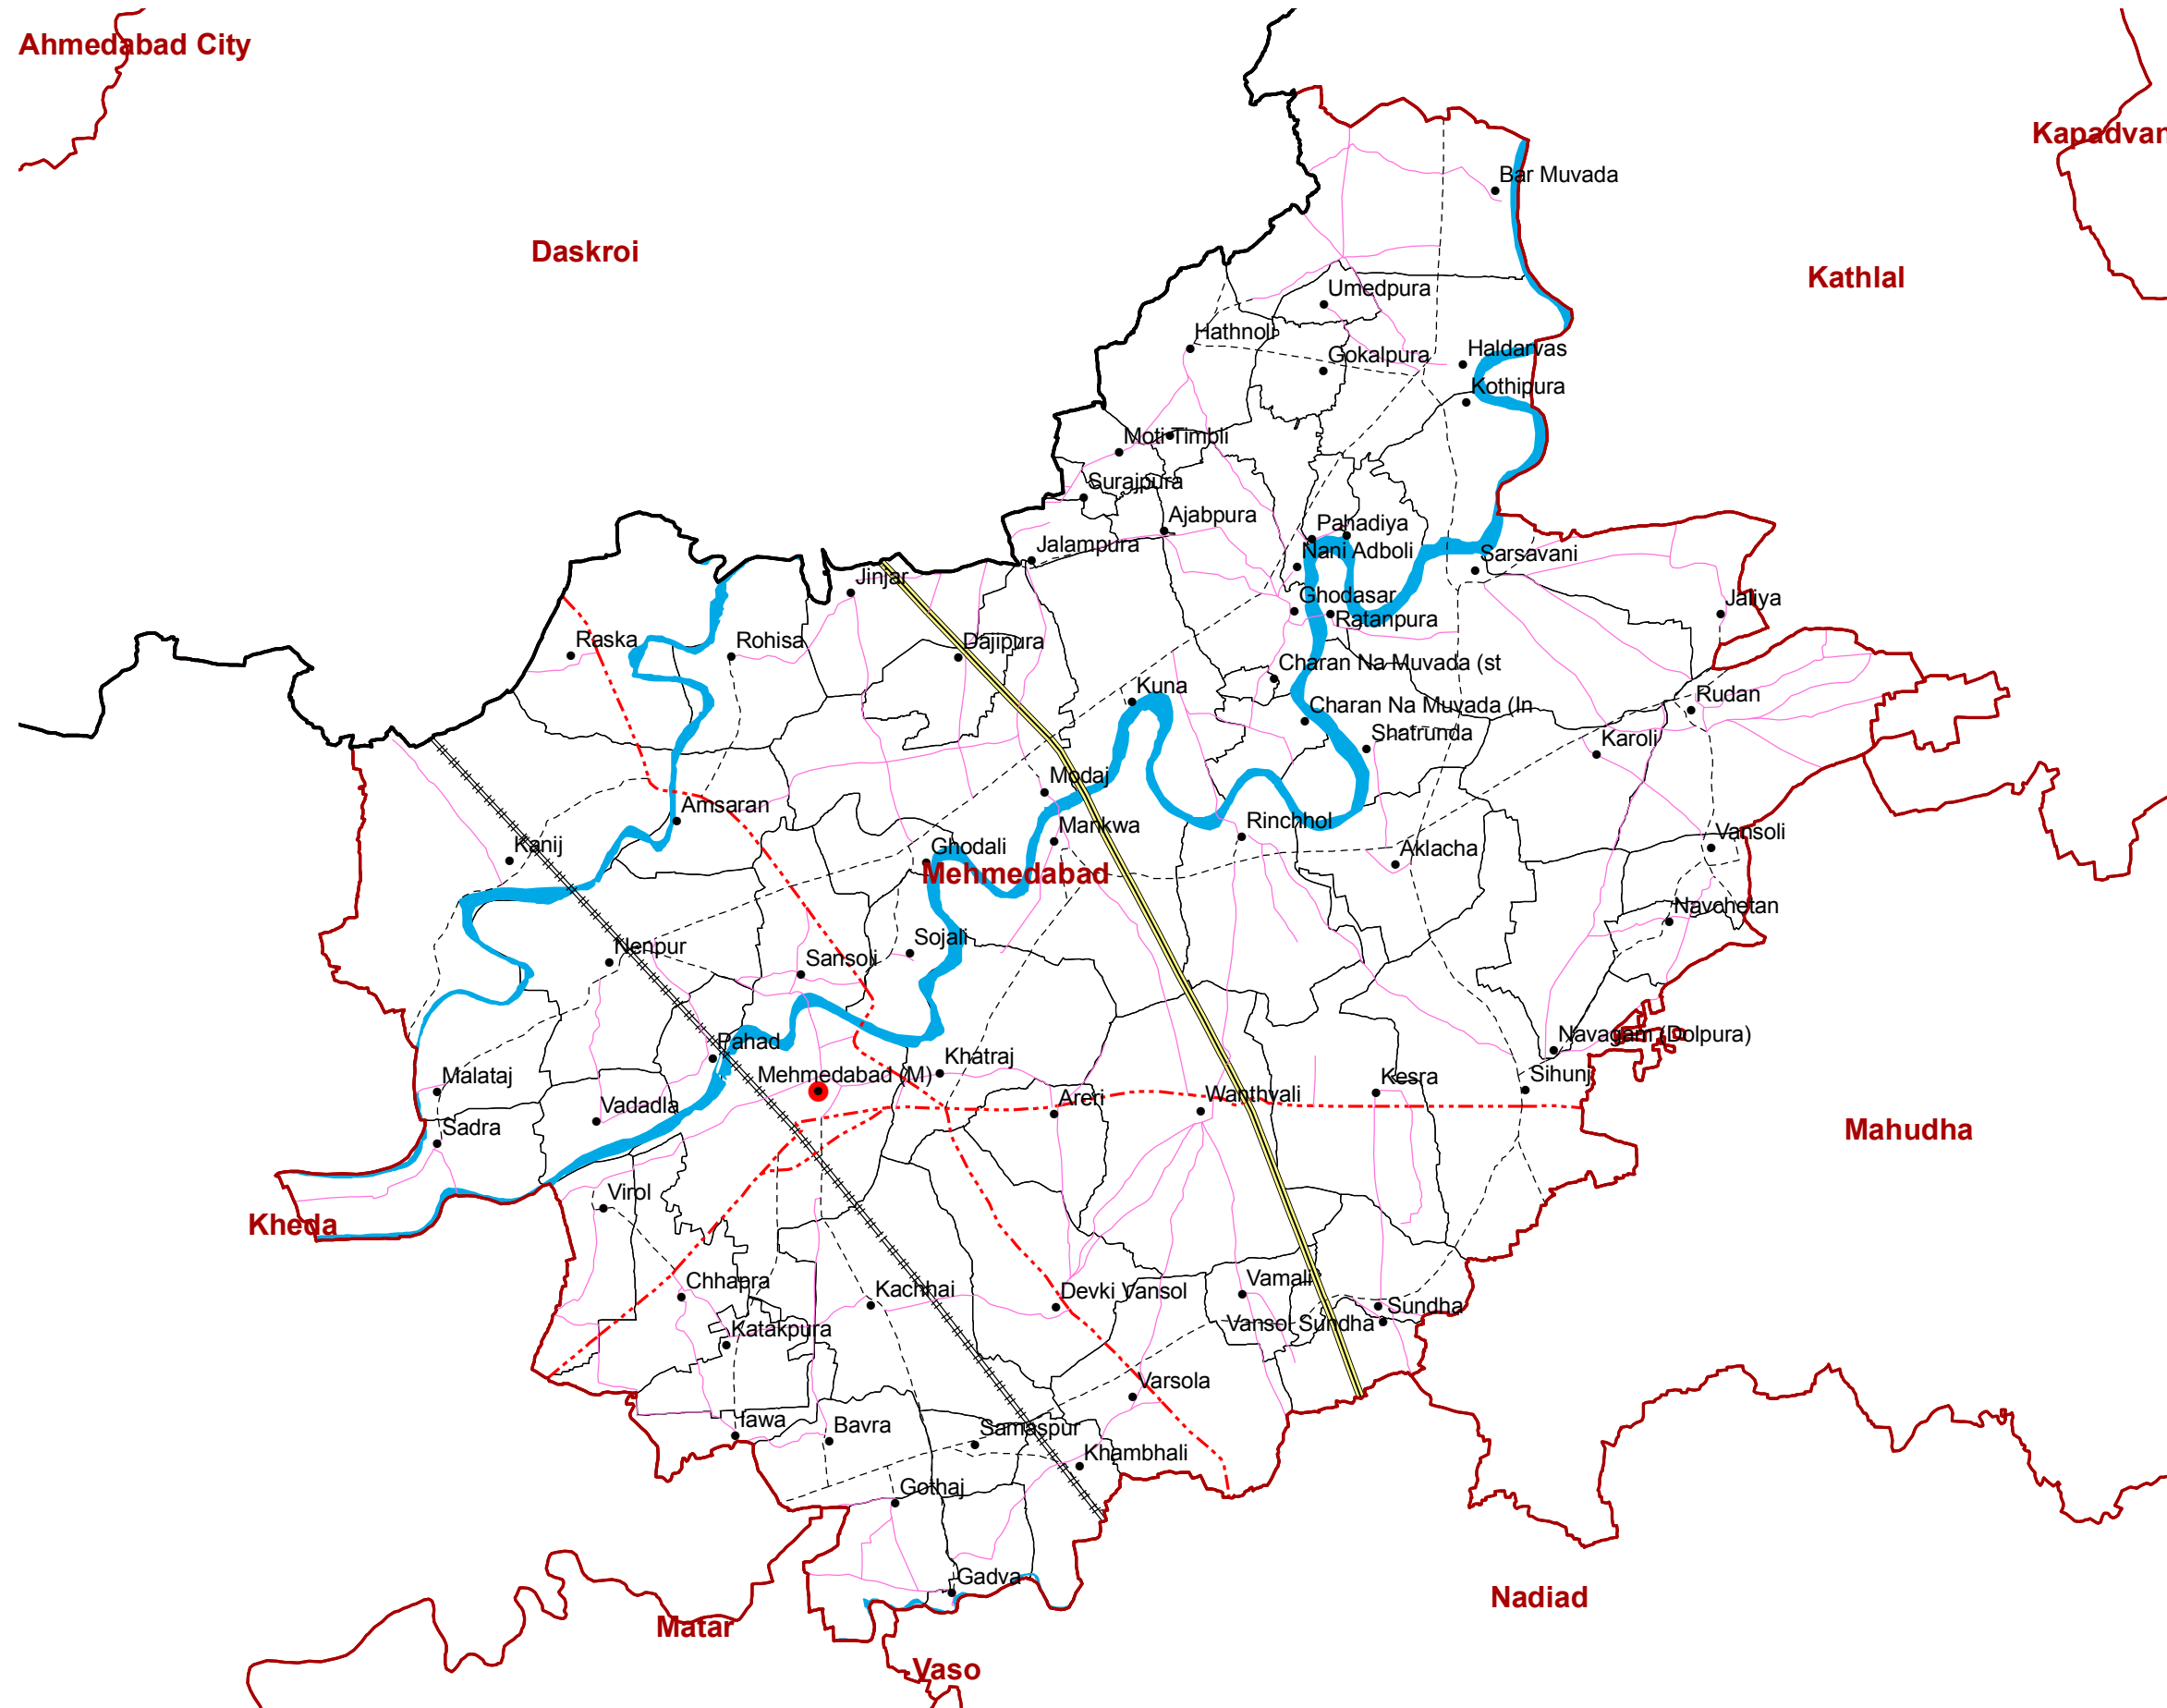 Ahmedabad City
Kapadvan
Bar Muvada
Daskroi
Kathlal
Umedpura
Hathnoli
Gokalpura
Haldarvas
Kothipura
Moti Timbli
Surajpura
Ajabpura
Pahadiya
Jalampura
Nani Adboli
Sarsavani
Jinjar
Ghodasar
Jaliya
Ratanpura
Raska
Rohisa
Dajipura
Charan Na Muvada (st
Kuna
Rudan
Charan Na Muvada (In
Shatrunda
Karoli
Modaj
Amsaran
Mankwa
Rinchhol
Vansoli
Kanij
Ghodali
Aklacha
Mehmedabad
Navchetan
Nenpur
Sojali
Sansoli
Navagam (Dolpura)
Pahad
Khatraj
Malataj
Mehmedabad (M)
Kesra
Sihunj
Vadadla
Areri
Wanthvali
Sadra
Mahudha
Virol
Kheda
Chhapra
Kachhai
Devki Vansol
Vamali
Sundha
Katakpura
Vansol Sundha
Varsola
Iawa
Bavra
Samaspur
Khambhali
Gothaj
Gadva
Nadiad
Matar
Vaso